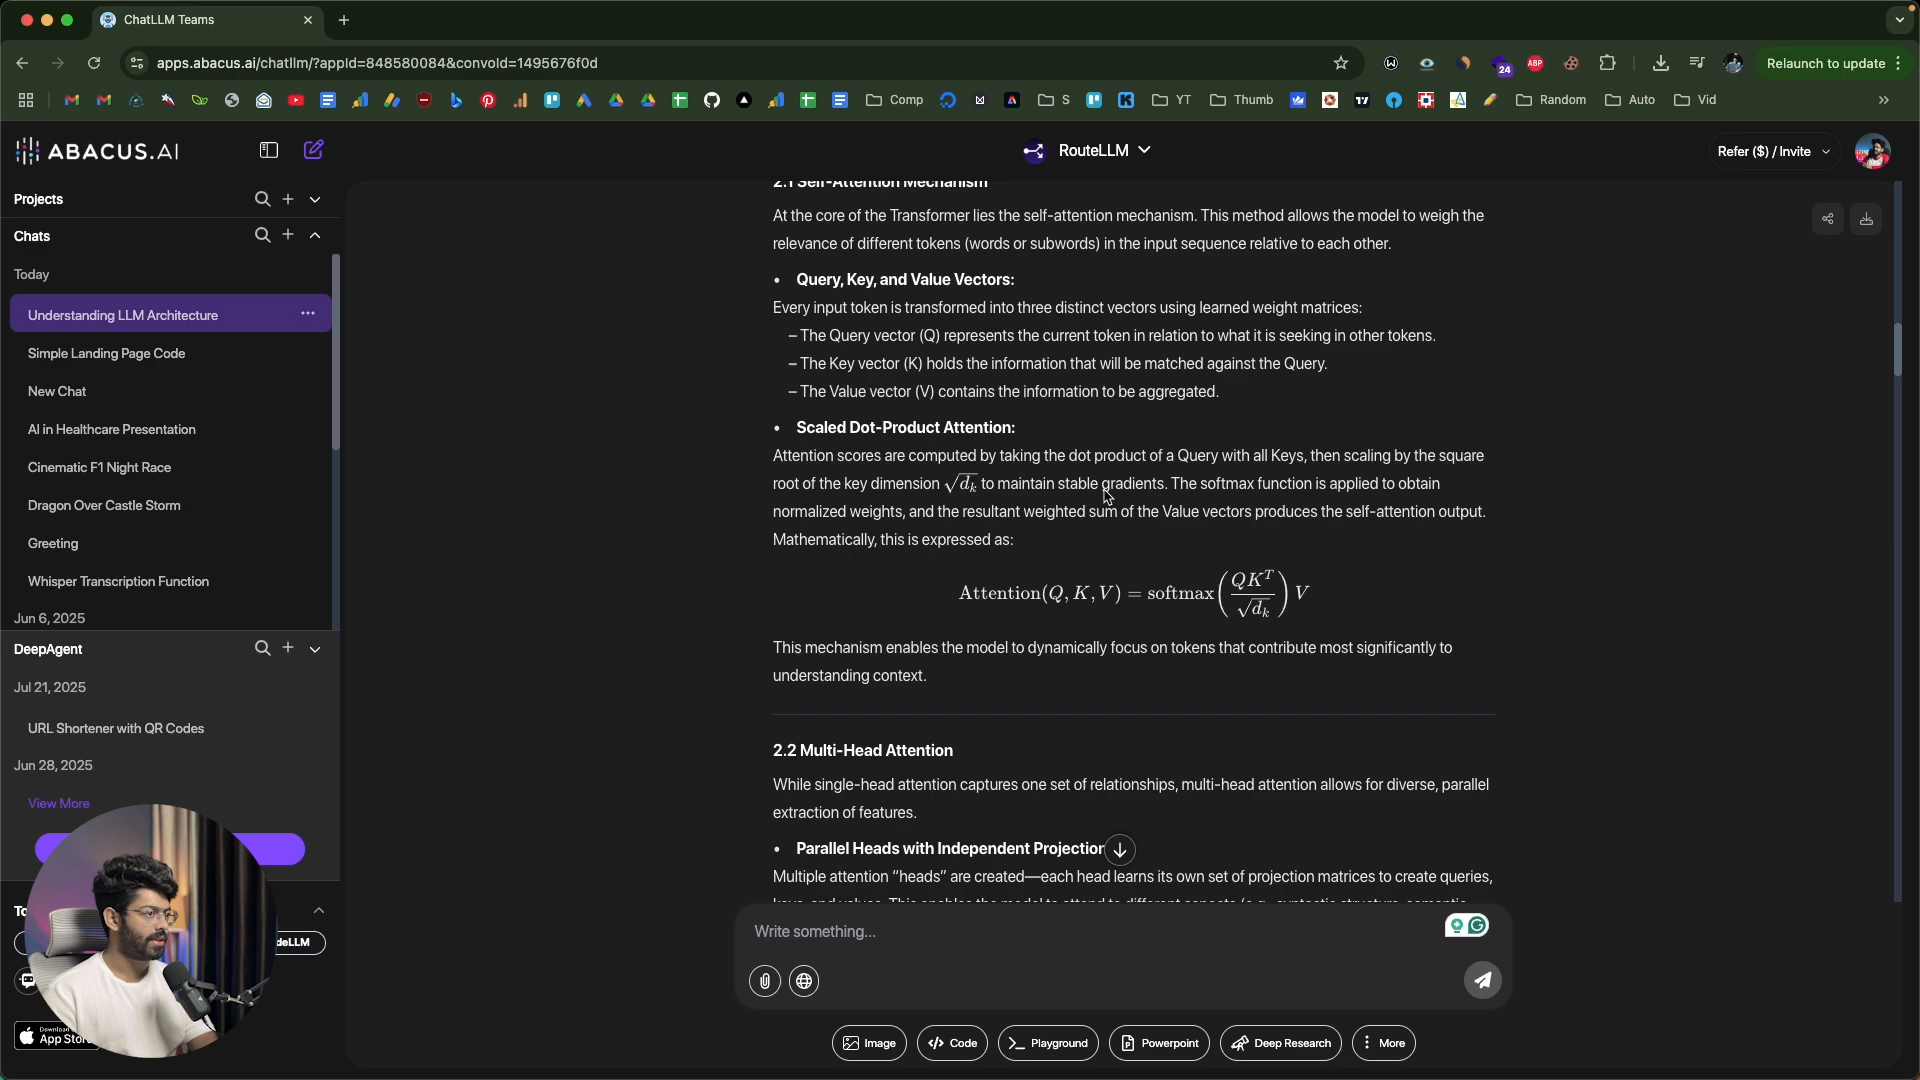 ChatLLM Teams
apps.abacus.ai/chatllm/?appId=848580084&convoId=1495676f0d
24
ABP
Relaunch to update
Comp
S
YT
Thumb
Random
Auto
Vid
ABACUS.AI
RouteLLM
Refer ($) / Invite
Projects
Chats
Today
Understanding LLM Architecture
Simple Landing Page Code
New Chat
AI in Healthcare Presentation
Cinematic F1 Night Race
Dragon Over Castle Storm
Greeting
Whisper Transcription Function
Jun 6, 2025
DeepAgent
Jul 21, 2025
URL Shortener with QR Codes
Jun 28, 2025
View More
Download on the
App Store
2.1 Self-Attention Mechanism
At the core of the Transformer lies the self-attention mechanism. This method allows the model to weigh the
relevance of different tokens (words or subwords) in the input sequence relative to each other.
• Query, Key, and Value Vectors:
Every input token is transformed into three distinct vectors using learned weight matrices:
– The Query vector (Q) represents the current token in relation to what it is seeking in other tokens.
– The Key vector (K) holds the information that will be matched against the Query.
– The Value vector (V) contains the information to be aggregated.
• Scaled Dot-Product Attention:
Attention scores are computed by taking the dot product of a Query with all Keys, then scaling by the square
root of the key dimension √d_k to maintain stable gradients. The softmax function is applied to obtain
normalized weights, and the resultant weighted sum of the Value vectors produces the self-attention output.
Mathematically, this is expressed as:
Attention(Q, K, V) = softmax(QK^T / √d_k) V
This mechanism enables the model to dynamically focus on tokens that contribute most significantly to
understanding context.
2.2 Multi-Head Attention
While single-head attention captures one set of relationships, multi-head attention allows for diverse, parallel
extraction of features.
• Parallel Heads with Independent Projection
Multiple attention “heads” are created—each head learns its own set of projection matrices to create queries,
Write something...
Image
Code
Playground
Powerpoint
Deep Research
More